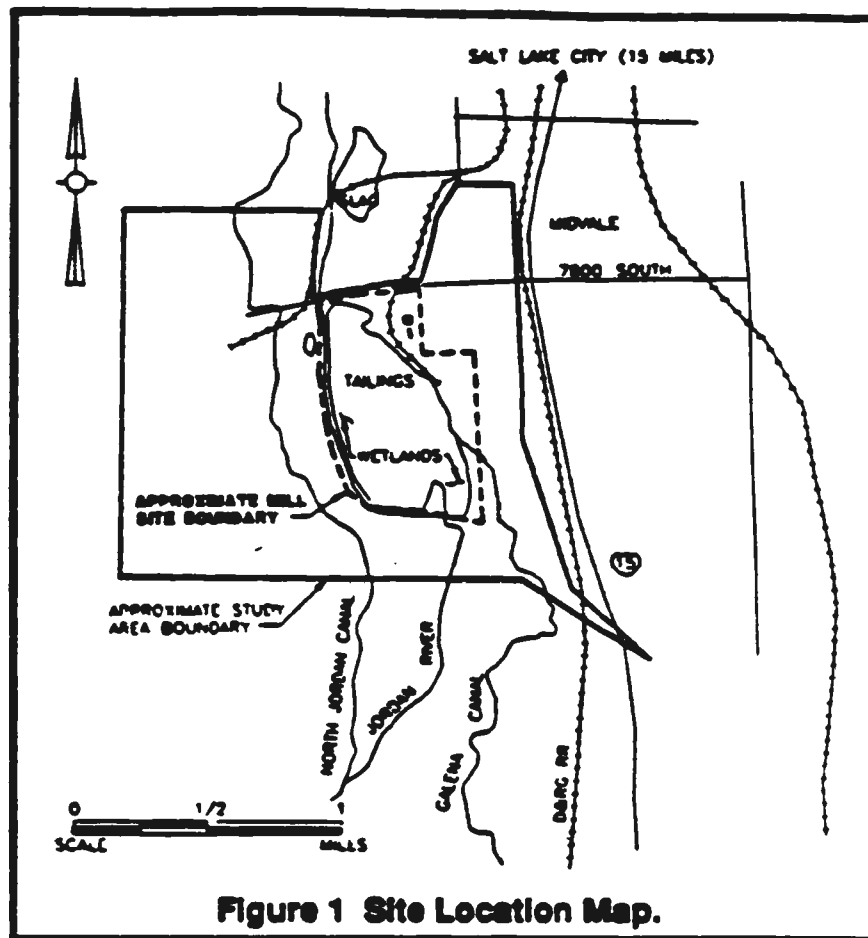 SALT LAKE CITY (15 MILES)
MIDVALE
7800 SOUTH
TAILINGS
WETLANDS
APPROXIMATE MILL
SITE BOUNDARY
15
APPROXIMATE STUDY
AREA BOUNDARY
NORTH JORDAN CANAL
JORDAN RIVER
GALENA CANAL
D&RG RR
0 1/2 1
SCALE MILES
Figure 1 Site Location Map.